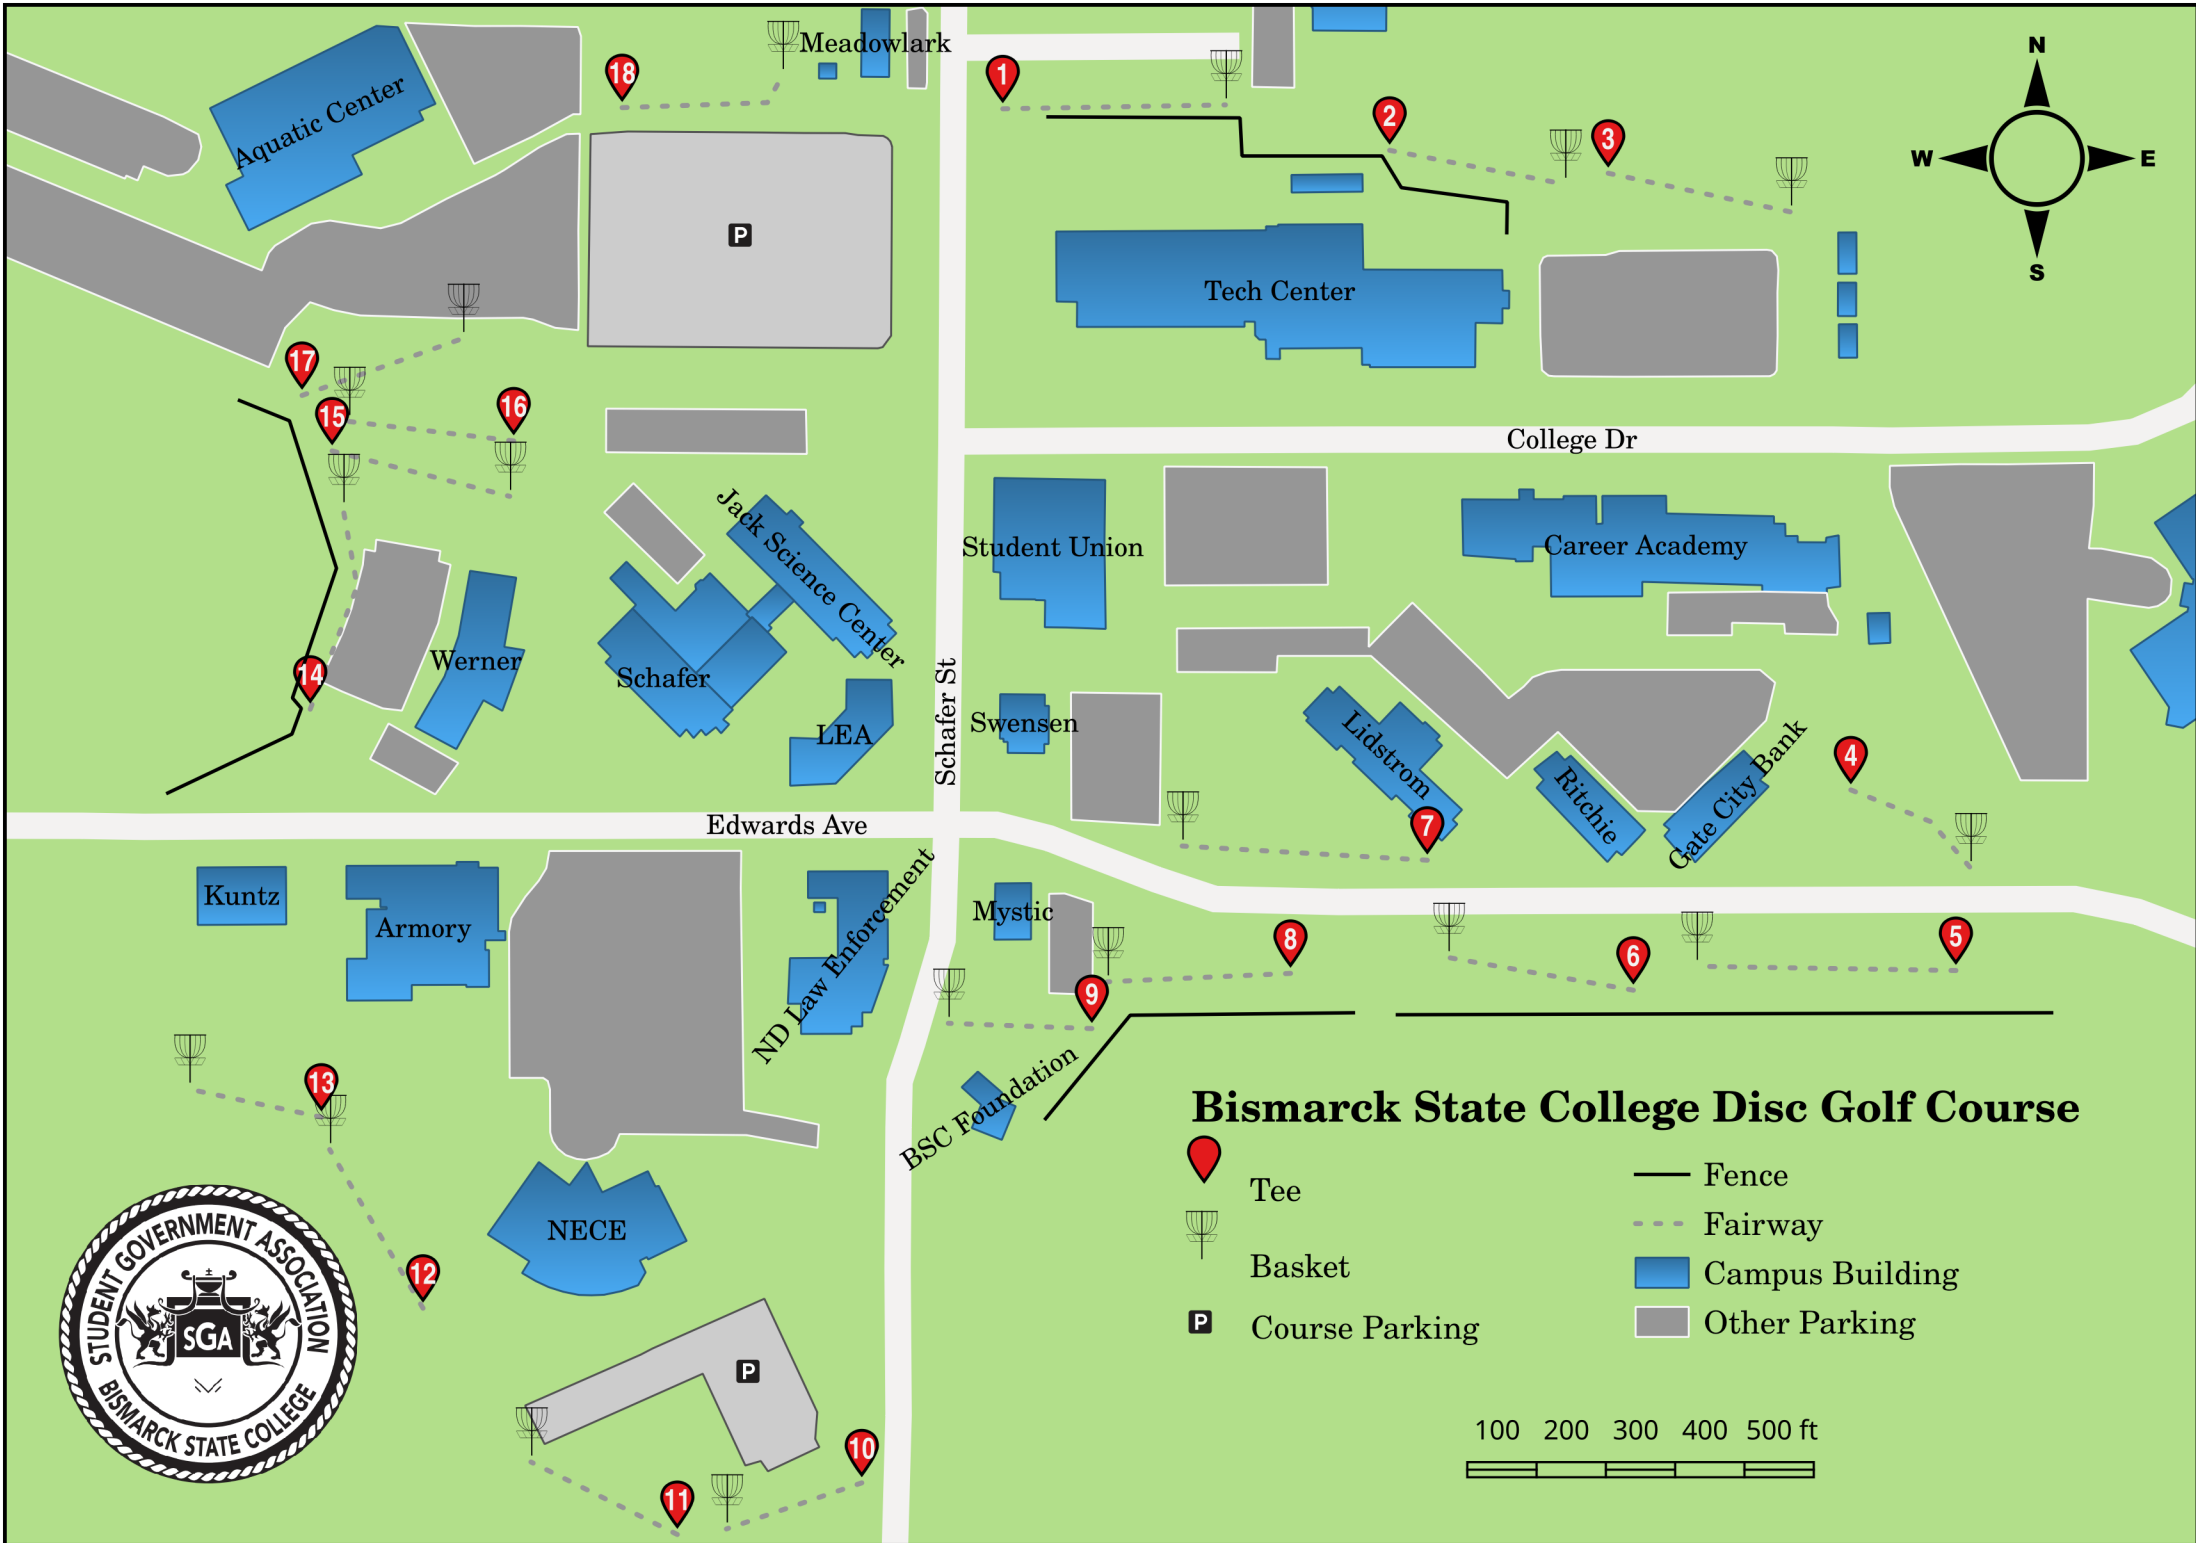 Meadowlark
18
1
2
3
N
W
E
S
Aquatic Center
P
Tech Center
17
15
16
College Dr
Jack Science Center
Student Union
Career Academy
Werner
14
Schafer
LEA
Schafer St
Swensen
Lidstrom
Ritchie
Gate City Bank
4
7
Edwards Ave
Kuntz
Armory
ND Law Enforcement
Mystic
8
6
5
9
BSC Foundation
13
12
NECE
Bismarck State College Disc Golf Course
Tee
Basket
P Course Parking
Fence
Fairway
Campus Building
Other Parking
STUDENT GOVERNMENT ASSOCIATION
SGA
BISMARCK STATE COLLEGE
P
10
11
100 200 300 400 500 ft